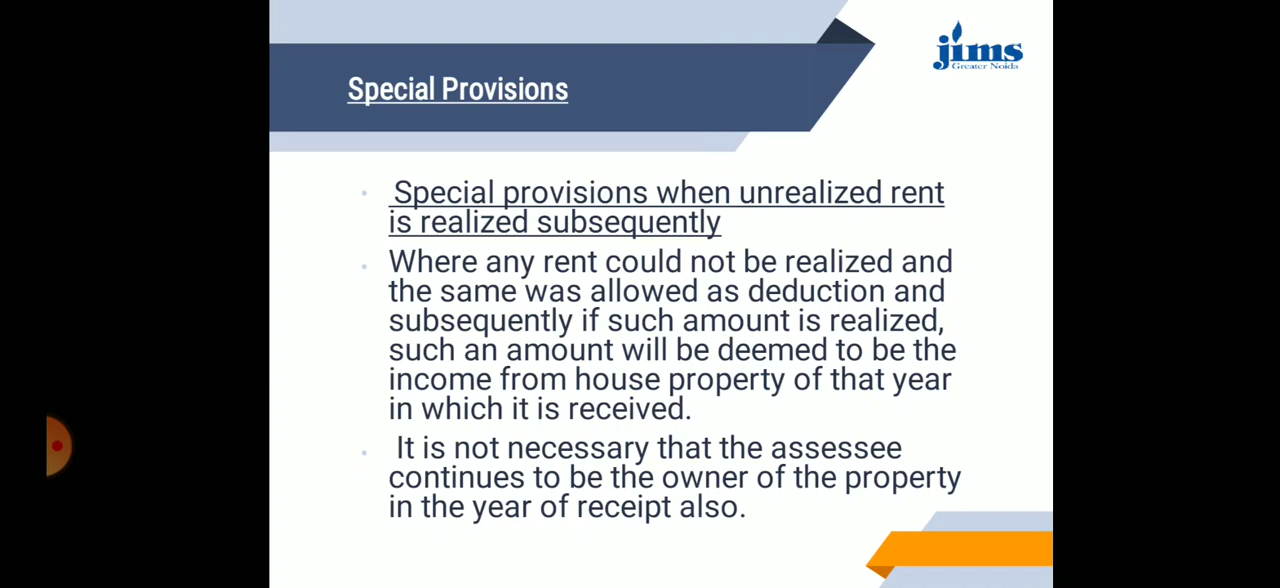 jims
Greater Noida
Special Provisions
Special provisions when unrealized rent
is realized subsequently
Where any rent could not be realized and
the same was allowed as deduction and
subsequently if such amount is realized,
such an amount will be deemed to be the
income from house property of that year
in which it is received.
It is not necessary that the assessee
continues to be the owner of the property
in the year of receipt also.